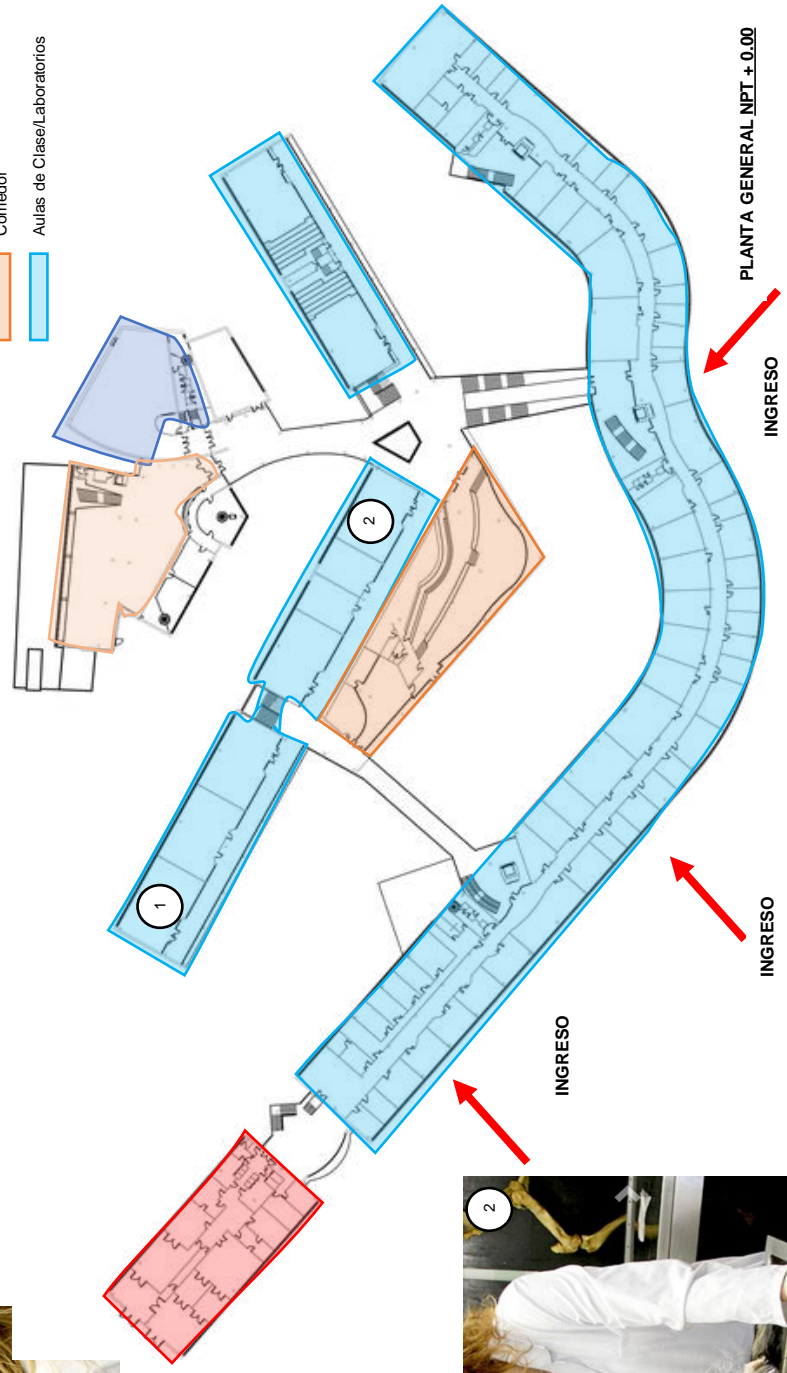 Comedor
Aulas de Clase/Laboratorios
1
2
PLANTA GENERAL NPT + 0.00
INGRESO
INGRESO
INGRESO
2